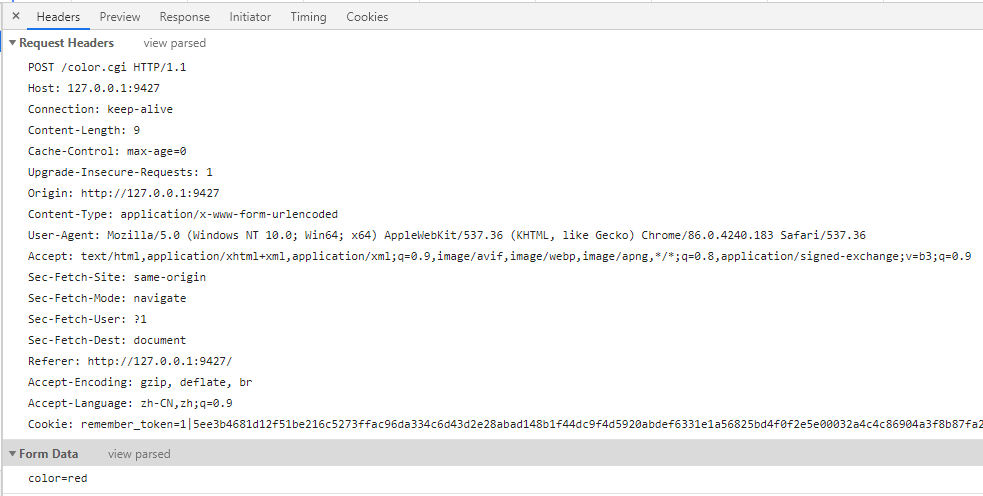 × Headers Preview Response Initiator Timing Cookies
▼Request Headers view parsed
POST /color.cgi HTTP/1.1
Host: 127.0.0.1:9427
Connection: keep-alive
Content-Length: 9
Cache-Control: max-age=0
Upgrade-Insecure-Requests: 1
Origin: http://127.0.0.1:9427
Content-Type: application/x-www-form-urlencoded
User-Agent: Mozilla/5.0 (Windows NT 10.0; Win64; x64) AppleWebKit/537.36 (KHTML, like Gecko) Chrome/86.0.4240.183 Safari/537.36
Accept: text/html,application/xhtml+xml,application/xml;q=0.9,image/avif,image/webp,image/apng,*/*;q=0.8,application/signed-exchange;v=b3;q=0.9
Sec-Fetch-Site: same-origin
Sec-Fetch-Mode: navigate
Sec-Fetch-User: ?1
Sec-Fetch-Dest: document
Referer: http://127.0.0.1:9427/
Accept-Encoding: gzip, deflate, br
Accept-Language: zh-CN,zh;q=0.9
Cookie: remember_token=1|5ee3b4681d12f51be216c5273ffac96da334c6d43d2e28abad148b1f44dc9f4d5920abdef6331e1a56825bd4f0f2e5e00032a4c4c86904a3f8b87fa2
▼Form Data view parsed
color=red